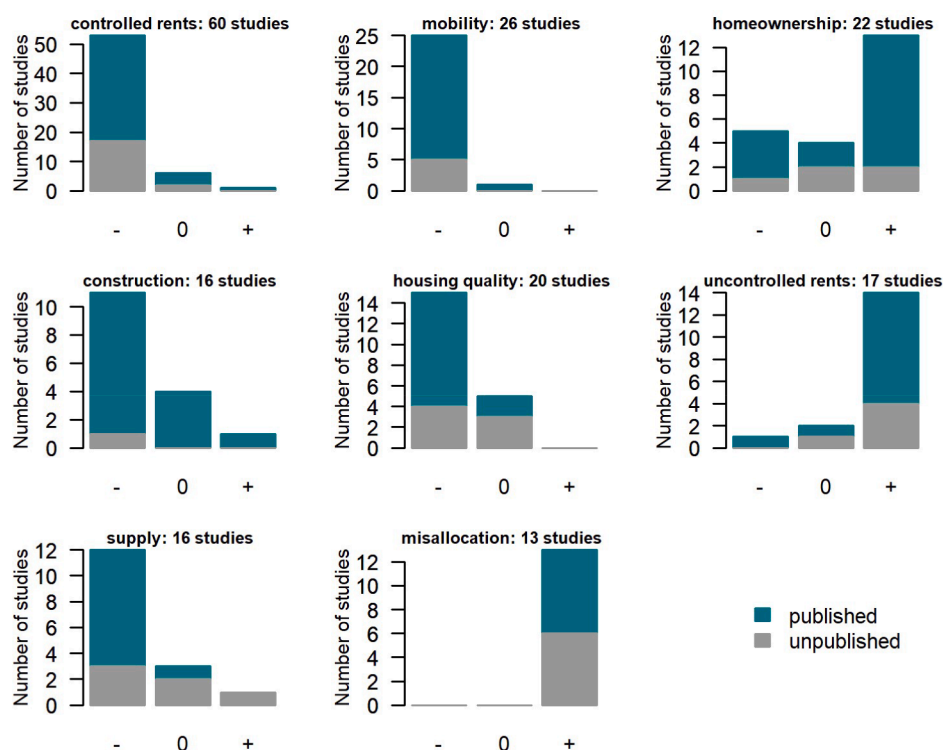 controlled rents: 60 studies
Number of studies
50
40
30
20
10
0
- 0 +
mobility: 26 studies
Number of studies
25
20
15
10
5
0
- 0 +
homeownership: 22 studies
Number of studies
12
10
8
6
4
2
0
- 0 +
construction: 16 studies
Number of studies
10
8
6
4
2
0
- 0 +
housing quality: 20 studies
Number of studies
14
12
10
8
6
4
2
0
- 0 +
uncontrolled rents: 17 studies
Number of studies
14
12
10
8
6
4
2
0
- 0 +
supply: 16 studies
Number of studies
12
10
8
6
4
2
0
- 0 +
misallocation: 13 studies
Number of studies
12
10
8
6
4
2
0
- 0 +
published
unpublished